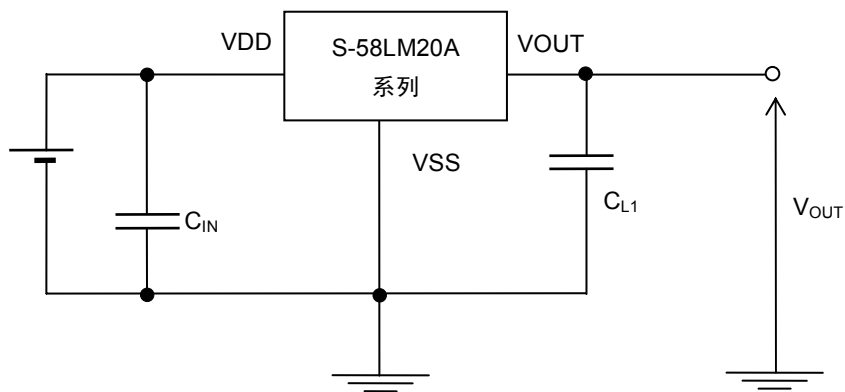 VDD
S-58LM20A
系列
VOUT
VSS
CIN
CL1
VOUT